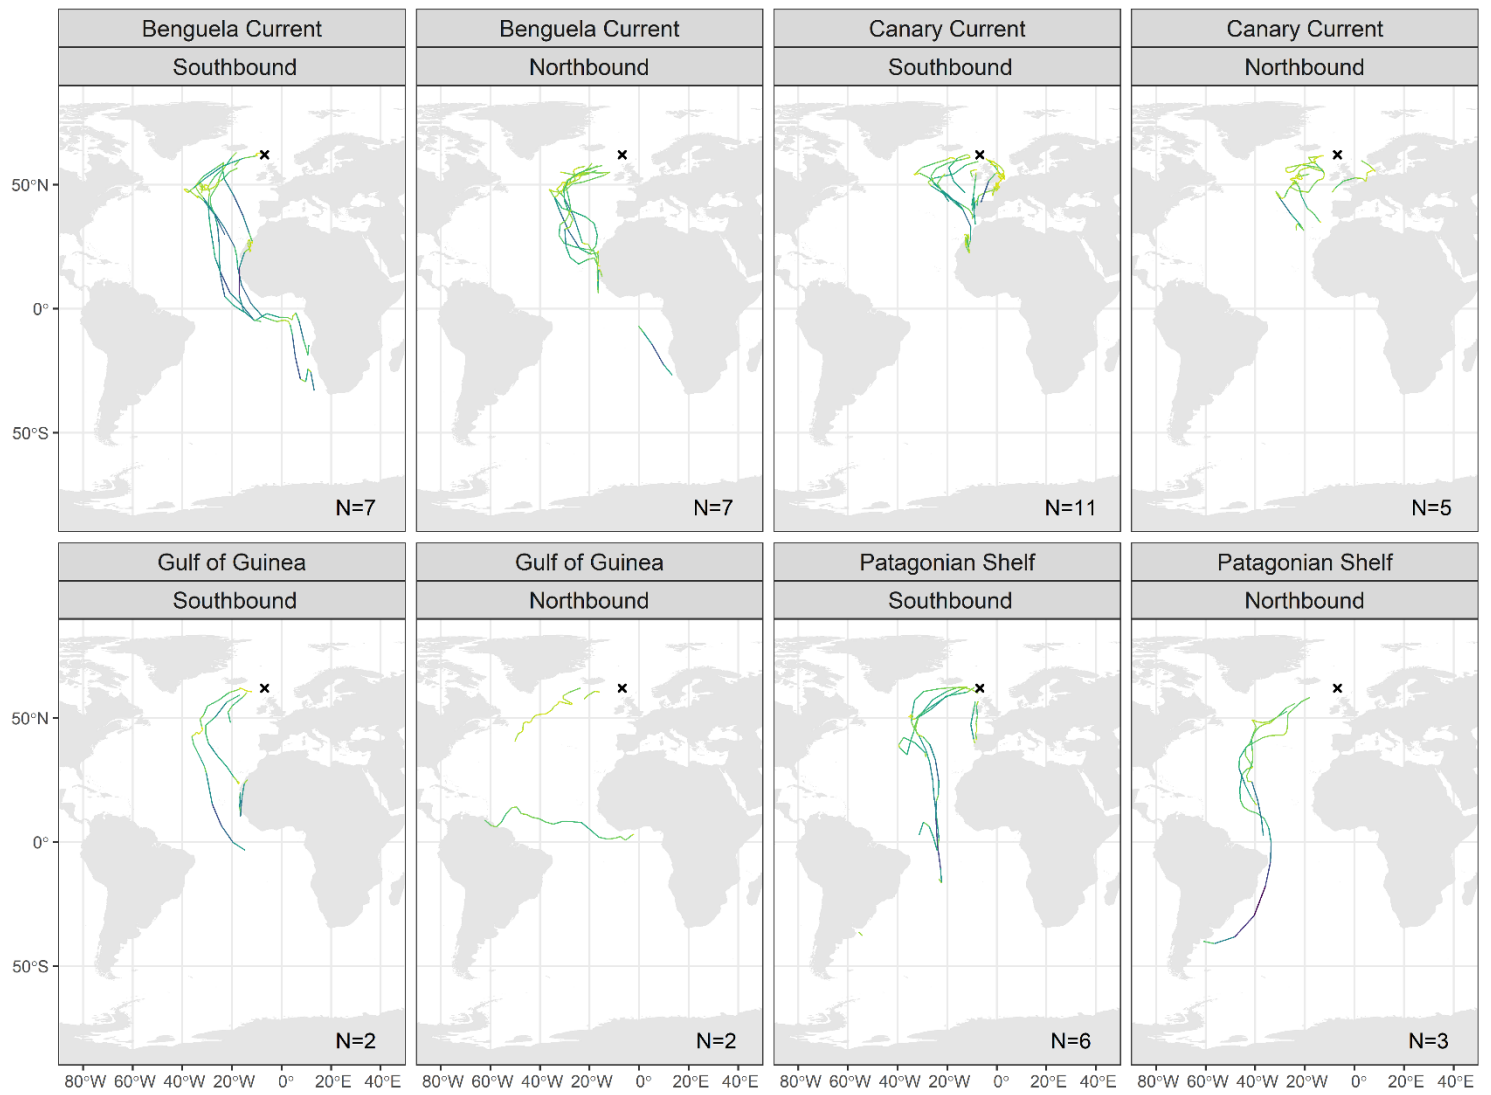 Benguela Current Benguela Current Canary Current Canary Current
Southbound Northbound Southbound Northbound
50°N
0°
50°S
N=7 N=7 N=11 N=5
Gulf of Guinea Gulf of Guinea Patagonian Shelf Patagonian Shelf
Southbound Northbound Southbound Northbound
50°N
0°
50°S
N=2 N=2 N=6 N=3
80°W 60°W 40°W 20°W 0° 20°E 40°E 80°W 60°W 40°W 20°W 0° 20°E 40°E 80°W 60°W 40°W 20°W 0° 20°E 40°E 80°W 60°W 40°W 20°W 0° 20°E 40°E